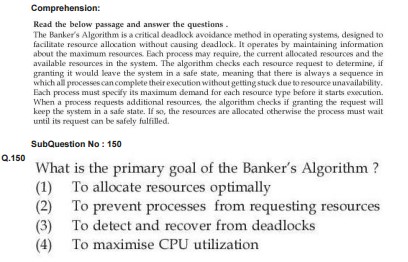 Comprehension:
Read the below passage and answer the questions .
The Banker's Algorithm is a critical deadlock avoidance method in operating systems, designed to
facilitate resource allocation without causing deadlock. It operates by maintaining information
about the maximum resources. Each process may require, the current allocated resources and the
available resources in the system. The algorithm checks each resource request to determine, if
granting it would leave the system in a safe state, meaning that there is always a sequence in
which all processes can complete their execution without getting stuck due to resource unavailability.
Each process must specify its maximum demand for each resource type before it starts execution.
When a process requests additional resources, the algorithm checks if granting the request will
keep the system in a safe state. If so, the resources are allocated otherwise the process must wait
until its request can be safely fulfilled.
SubQuestion No : 150
Q.150
What is the primary goal of the Banker's Algorithm ?
(1) To allocate resources optimally
(2) To prevent processes from requesting resources
(3) To detect and recover from deadlocks
(4) To maximise CPU utilization